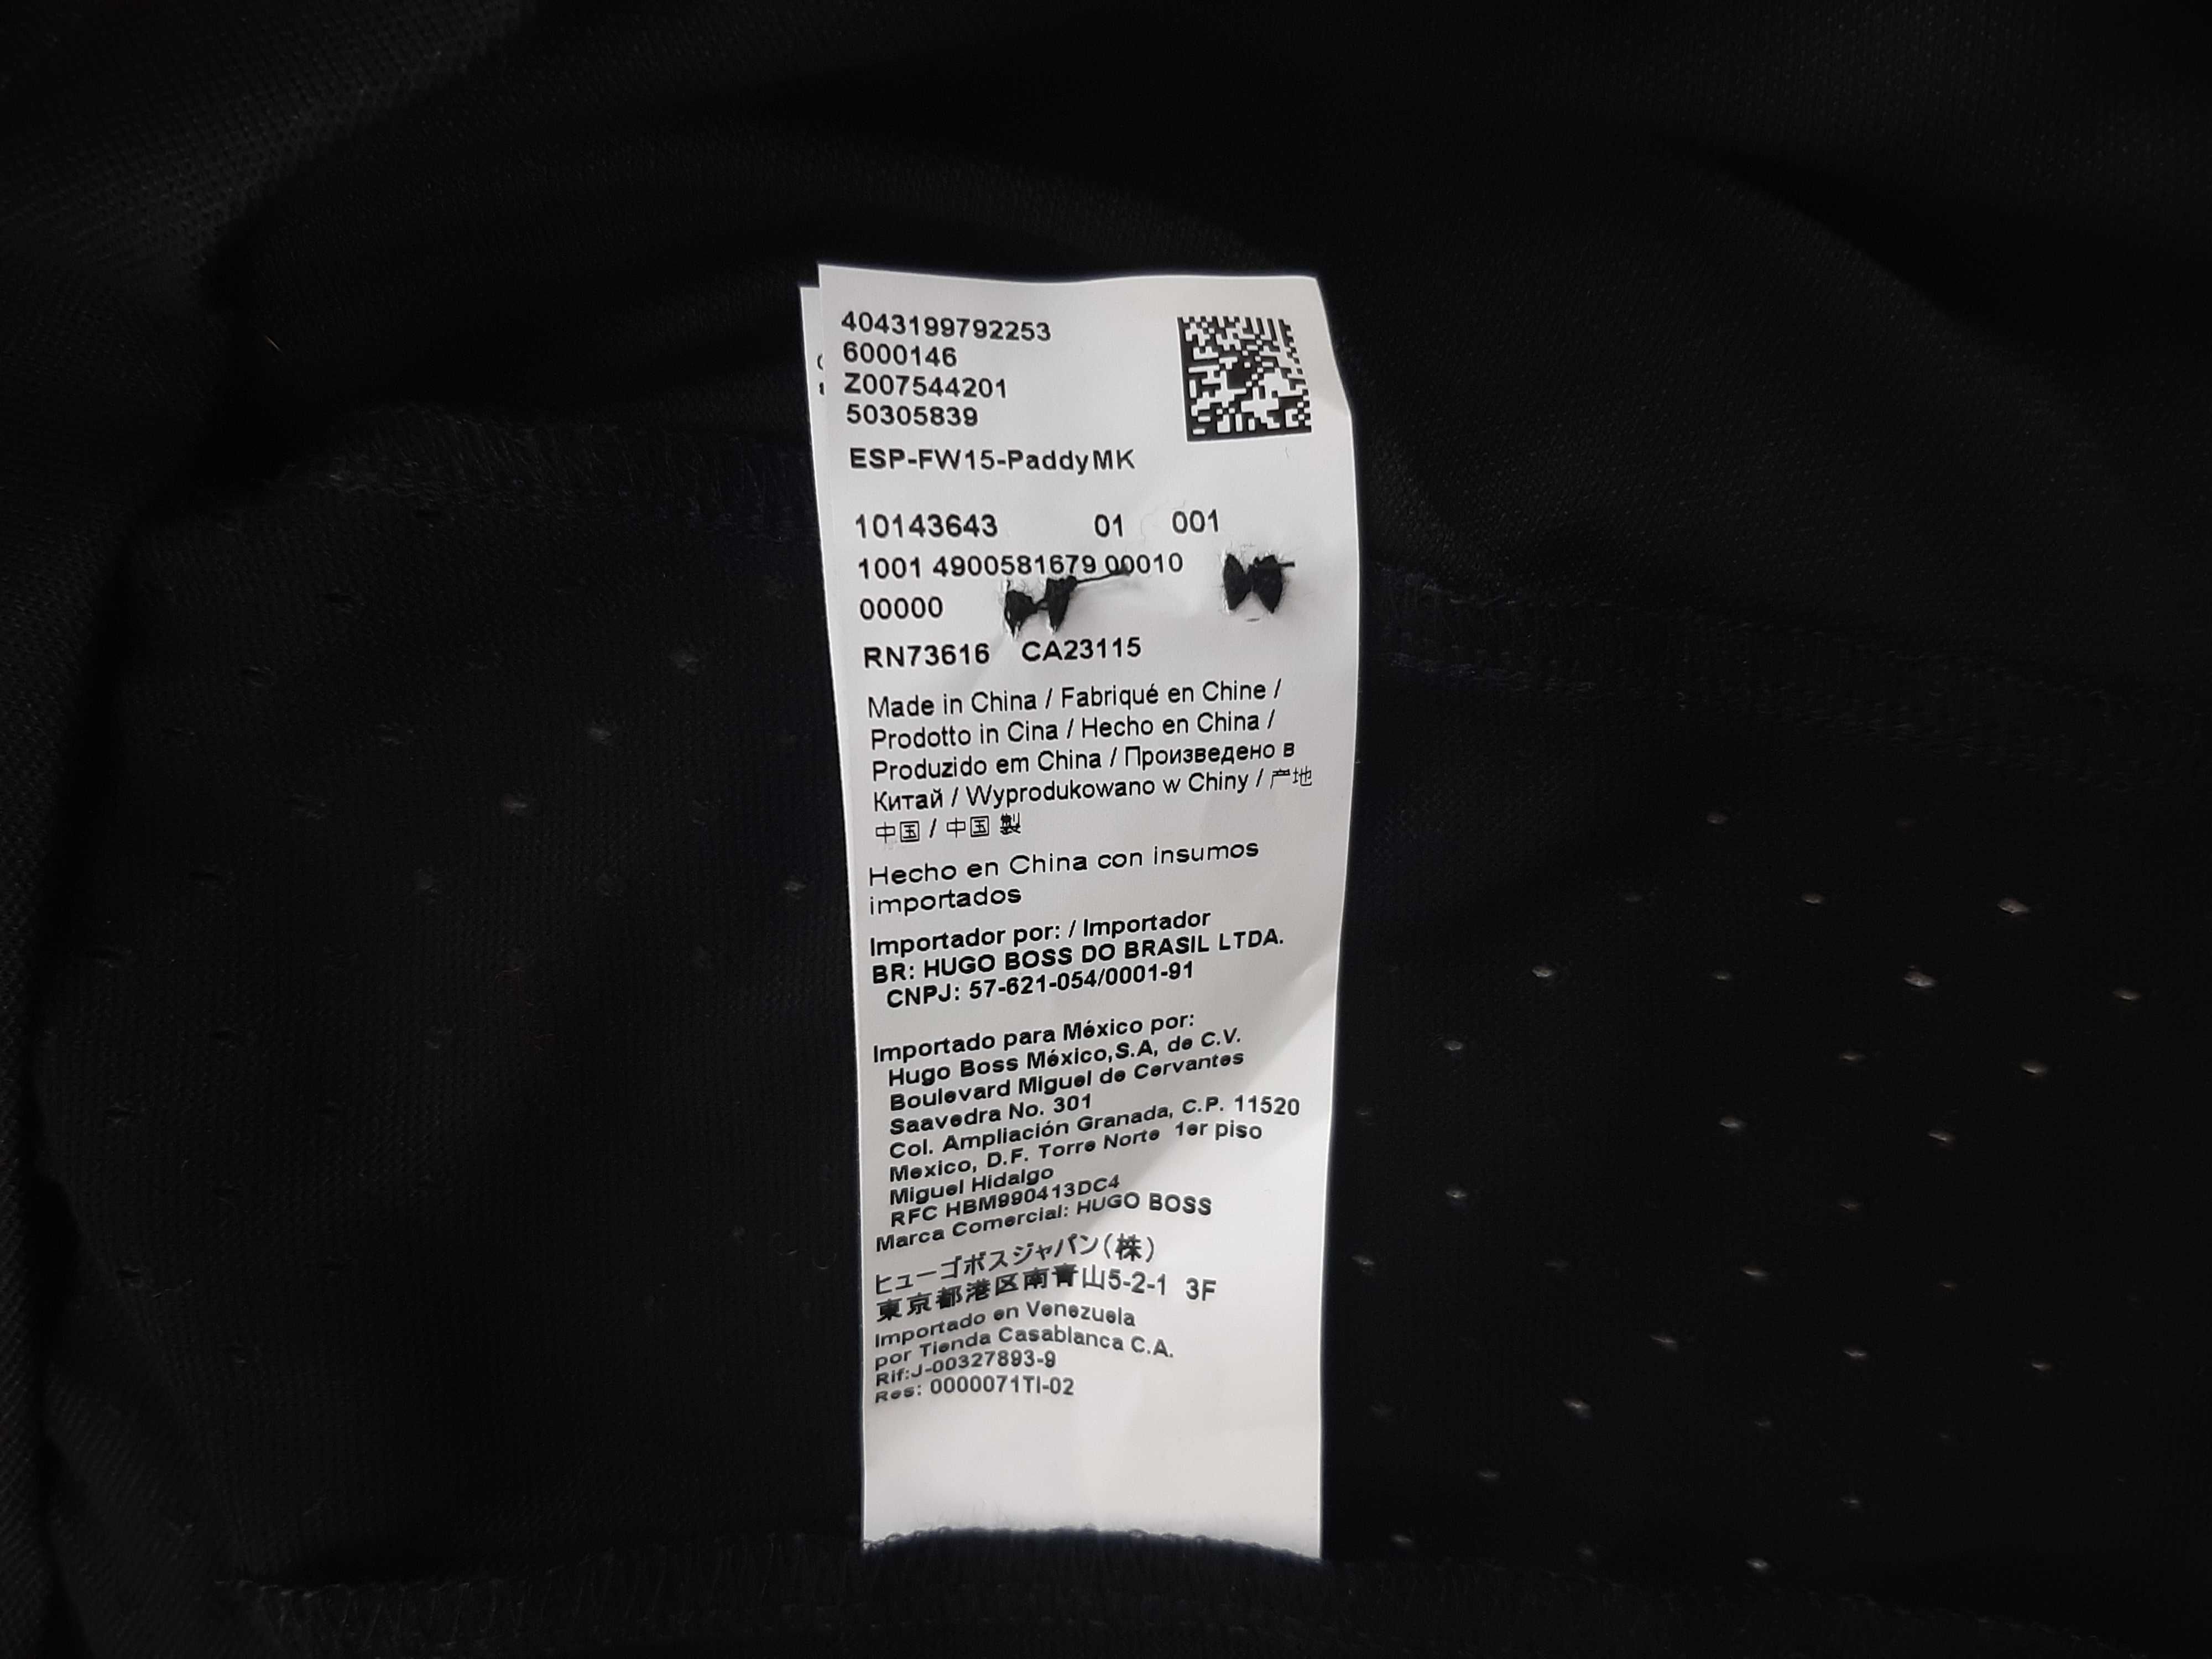 4043199792253
6000146
Z007544201
50305839
ESP-FW15-PaddyMK
10143643 01 001
1001 4900581679 00010
00000
RN73616 CA23115
Made in China / Fabriqué en Chine /
Prodotto in Cina / Hecho en China /
Produzido em China / Произведено в
Китай / Wyprodukowano w Chiny / 产地
中国 / 中国 製
Hecho en China con insumos
importados
Importador por: / Importador
BR: HUGO BOSS DO BRASIL LTDA.
CNPJ: 57-621-054/0001-91
Importado para México por:
Hugo Boss México,S.A, de C.V.
Boulevard Miguel de Cervantes
Saavedra No. 301
Col. Ampliación Granada, C.P. 11520
Mexico, D.F. Torre Norte 1er piso
Miguel Hidalgo
RFC HBM990413DC4
Marca Comercial: HUGO BOSS
ヒューゴボスジャパン(株)
東京都港区南青山5-2-1 3F
Importado en Venezuela
por Tienda Casablanca C.A.
Rif:J-00327893-9
Res: 0000071TI-02